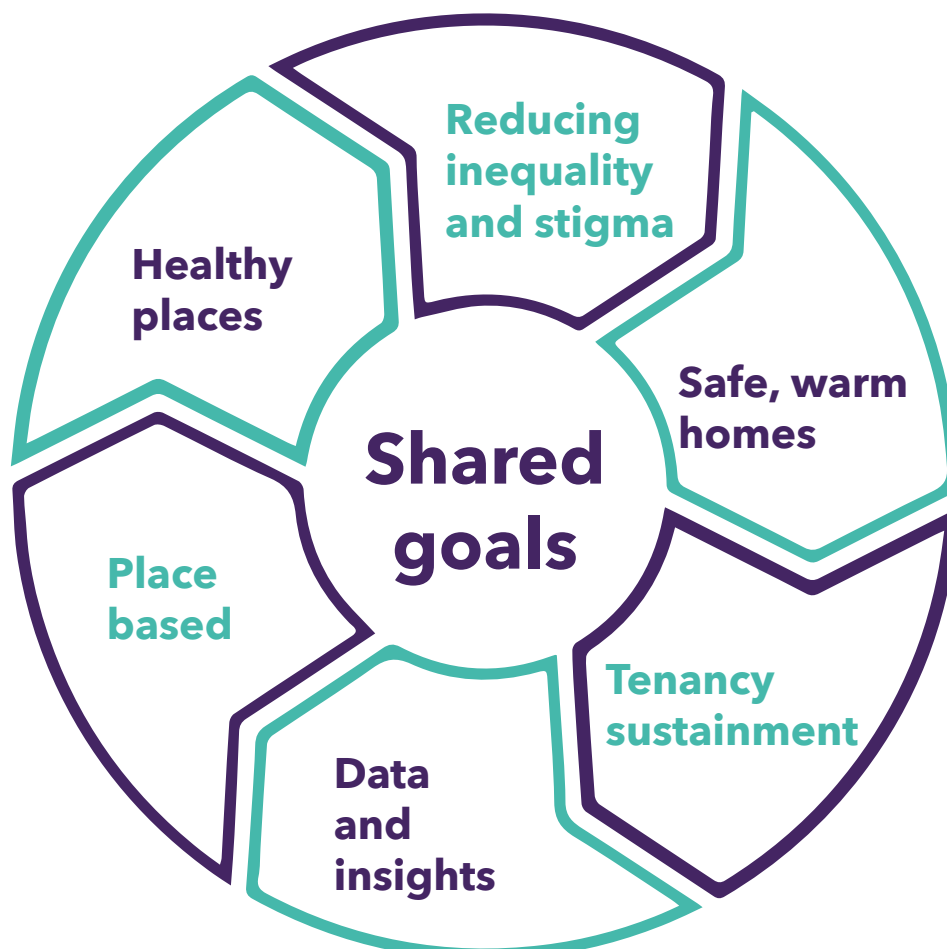 Reducing
inequality
and stigma
Safe, warm
homes
Tenancy
sustainment
Data
and
insights
Place
based
Healthy
places
Shared
goals